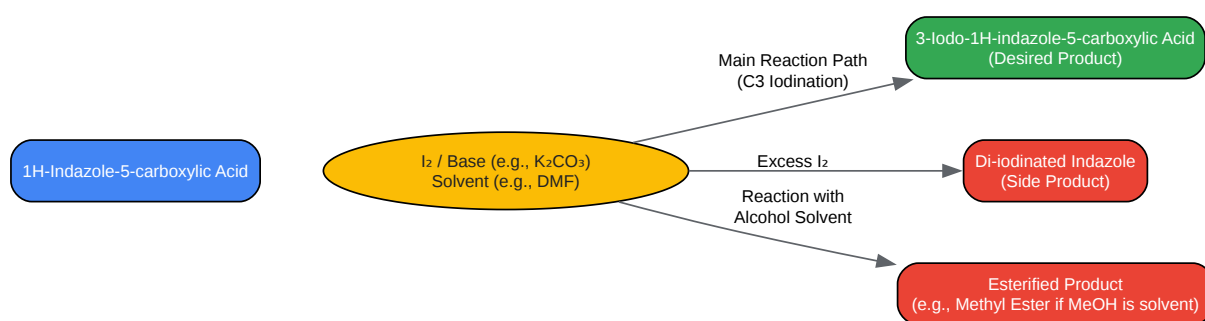 1H-Indazole-5-carboxylic Acid
I₂ / Base (e.g., K₂CO₃)
Solvent (e.g., DMF)
Main Reaction Path
(C3 Iodination)
3-Iodo-1H-indazole-5-carboxylic Acid
(Desired Product)
Excess I₂
Di-iodinated Indazole
(Side Product)
Reaction with
Alcohol Solvent
Esterified Product
(e.g., Methyl Ester if MeOH is solvent)